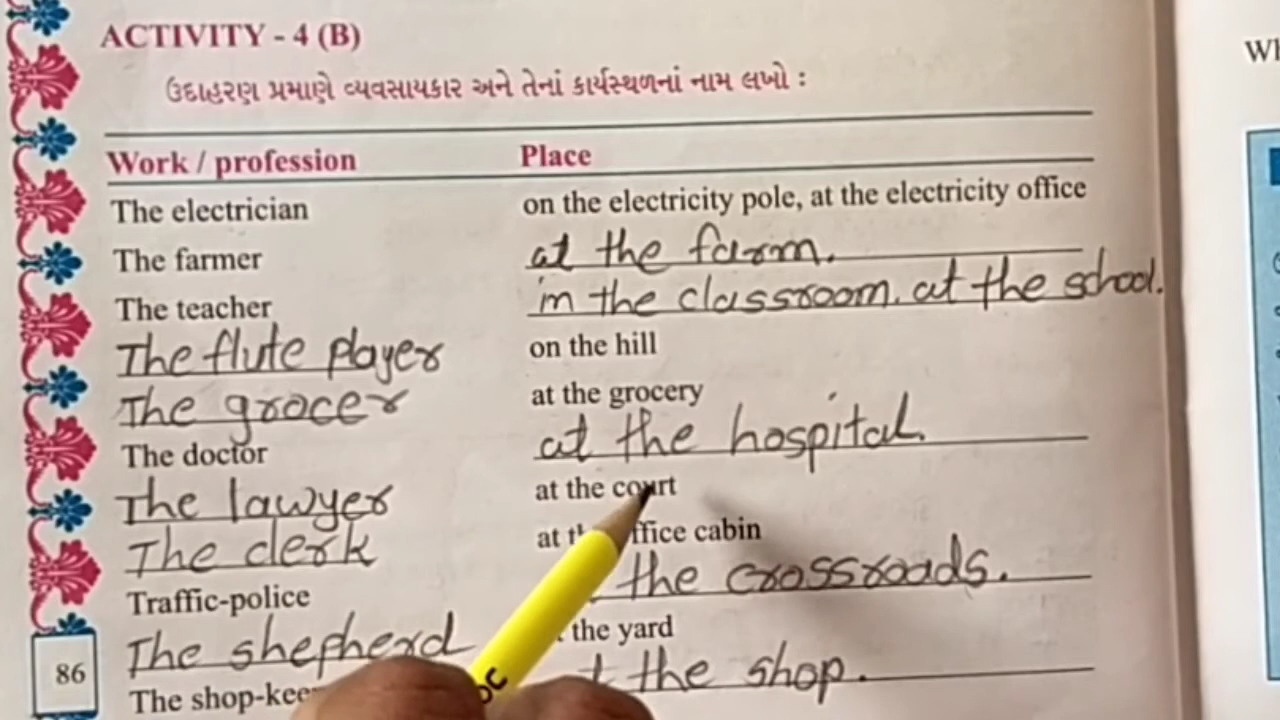 ACTIVITY - 4 (B)
ઉદાહરણ પ્રમાણે વ્યવસાયકાર અને તેનાં કાર્યસ્થળનાં નામ લખો :
Work / profession Place
The electrician on the electricity pole, at the electricity office
The farmer at the farm.
The teacher in the classroom. at the school.
The flute player on the hill
The grocer at the grocery
The doctor at the hospital.
The lawyer at the court
The clerk at cabin
Traffic-police the crossroads.
The shepherd the yard
The the shop.
86